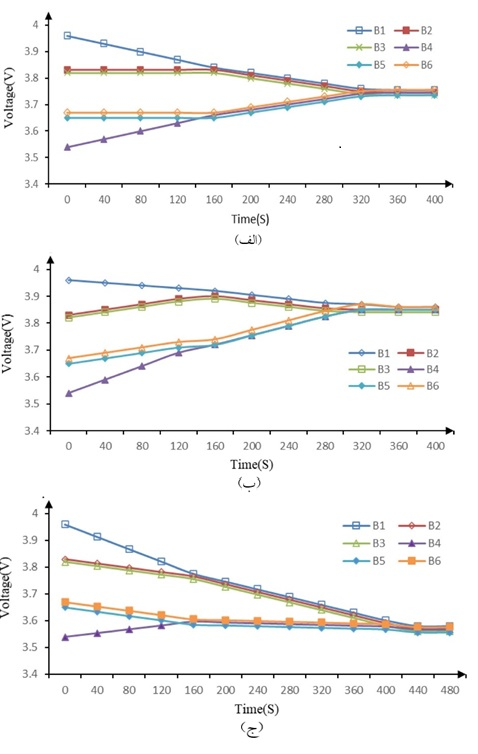 4
3.9
3.8
3.7
3.6
3.5
3.4
Voltage(V)
B1 B2
B3 B4
B5 B6
0 40 80 120 160 200 240 280 320 360 400
Time(S)
(الف)
4
3.9
3.8
3.7
3.6
3.5
3.4
Voltage(V)
B1 B2
B3 B4
B5 B6
0 40 80 120 160 200 240 280 320 360 400
Time(S)
(ب)
4
3.9
3.8
3.7
3.6
3.5
3.4
Voltage(V)
B1 B2
B3 B4
B5 B6
0 40 80 120 160 200 240 280 320 360 400 440 480
Time(S)
(ج)